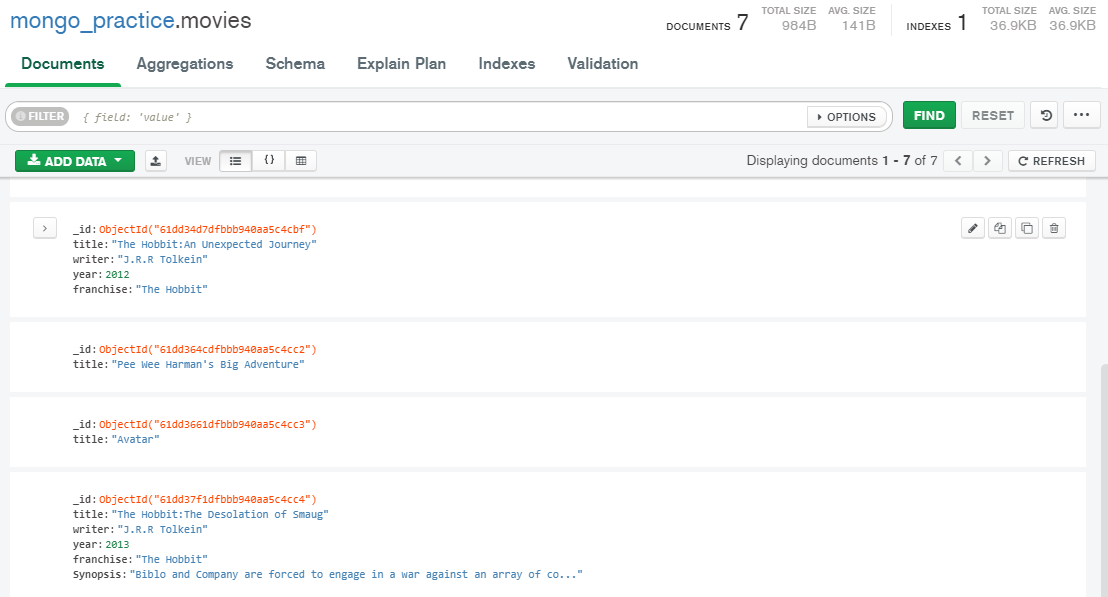 mongo_practice.movies
DOCUMENTS 7 TOTAL SIZE 984B AVG. SIZE 141B INDEXES 1 TOTAL SIZE 36.9KB AVG. SIZE 36.9KB
Documents Aggregations Schema Explain Plan Indexes Validation
FILTER { field: 'value' } OPTIONS FIND RESET ...
ADD DATA VIEW {} Displaying documents 1 - 7 of 7 < > REFRESH
_id:ObjectId("61dd34d7dfbbb940aa5c4cbf")
title:"The Hobbit:An Unexpected Journey"
writer:"J.R.R Tolkein"
year:2012
franchise:"The Hobbit"
_id:ObjectId("61dd364cdfbbb940aa5c4cc2")
title:"Pee Wee Harman's Big Adventure"
_id:ObjectId("61dd3661dfbbb940aa5c4cc3")
title:"Avatar"
_id:ObjectId("61dd37f1dfbbb940aa5c4cc4")
title:"The Hobbit:The Desolation of Smaug"
writer:"J.R.R Tolkein"
year:2013
franchise:"The Hobbit"
Synopsis:"Biblo and Company are forced to engage in a war against an array of co..."